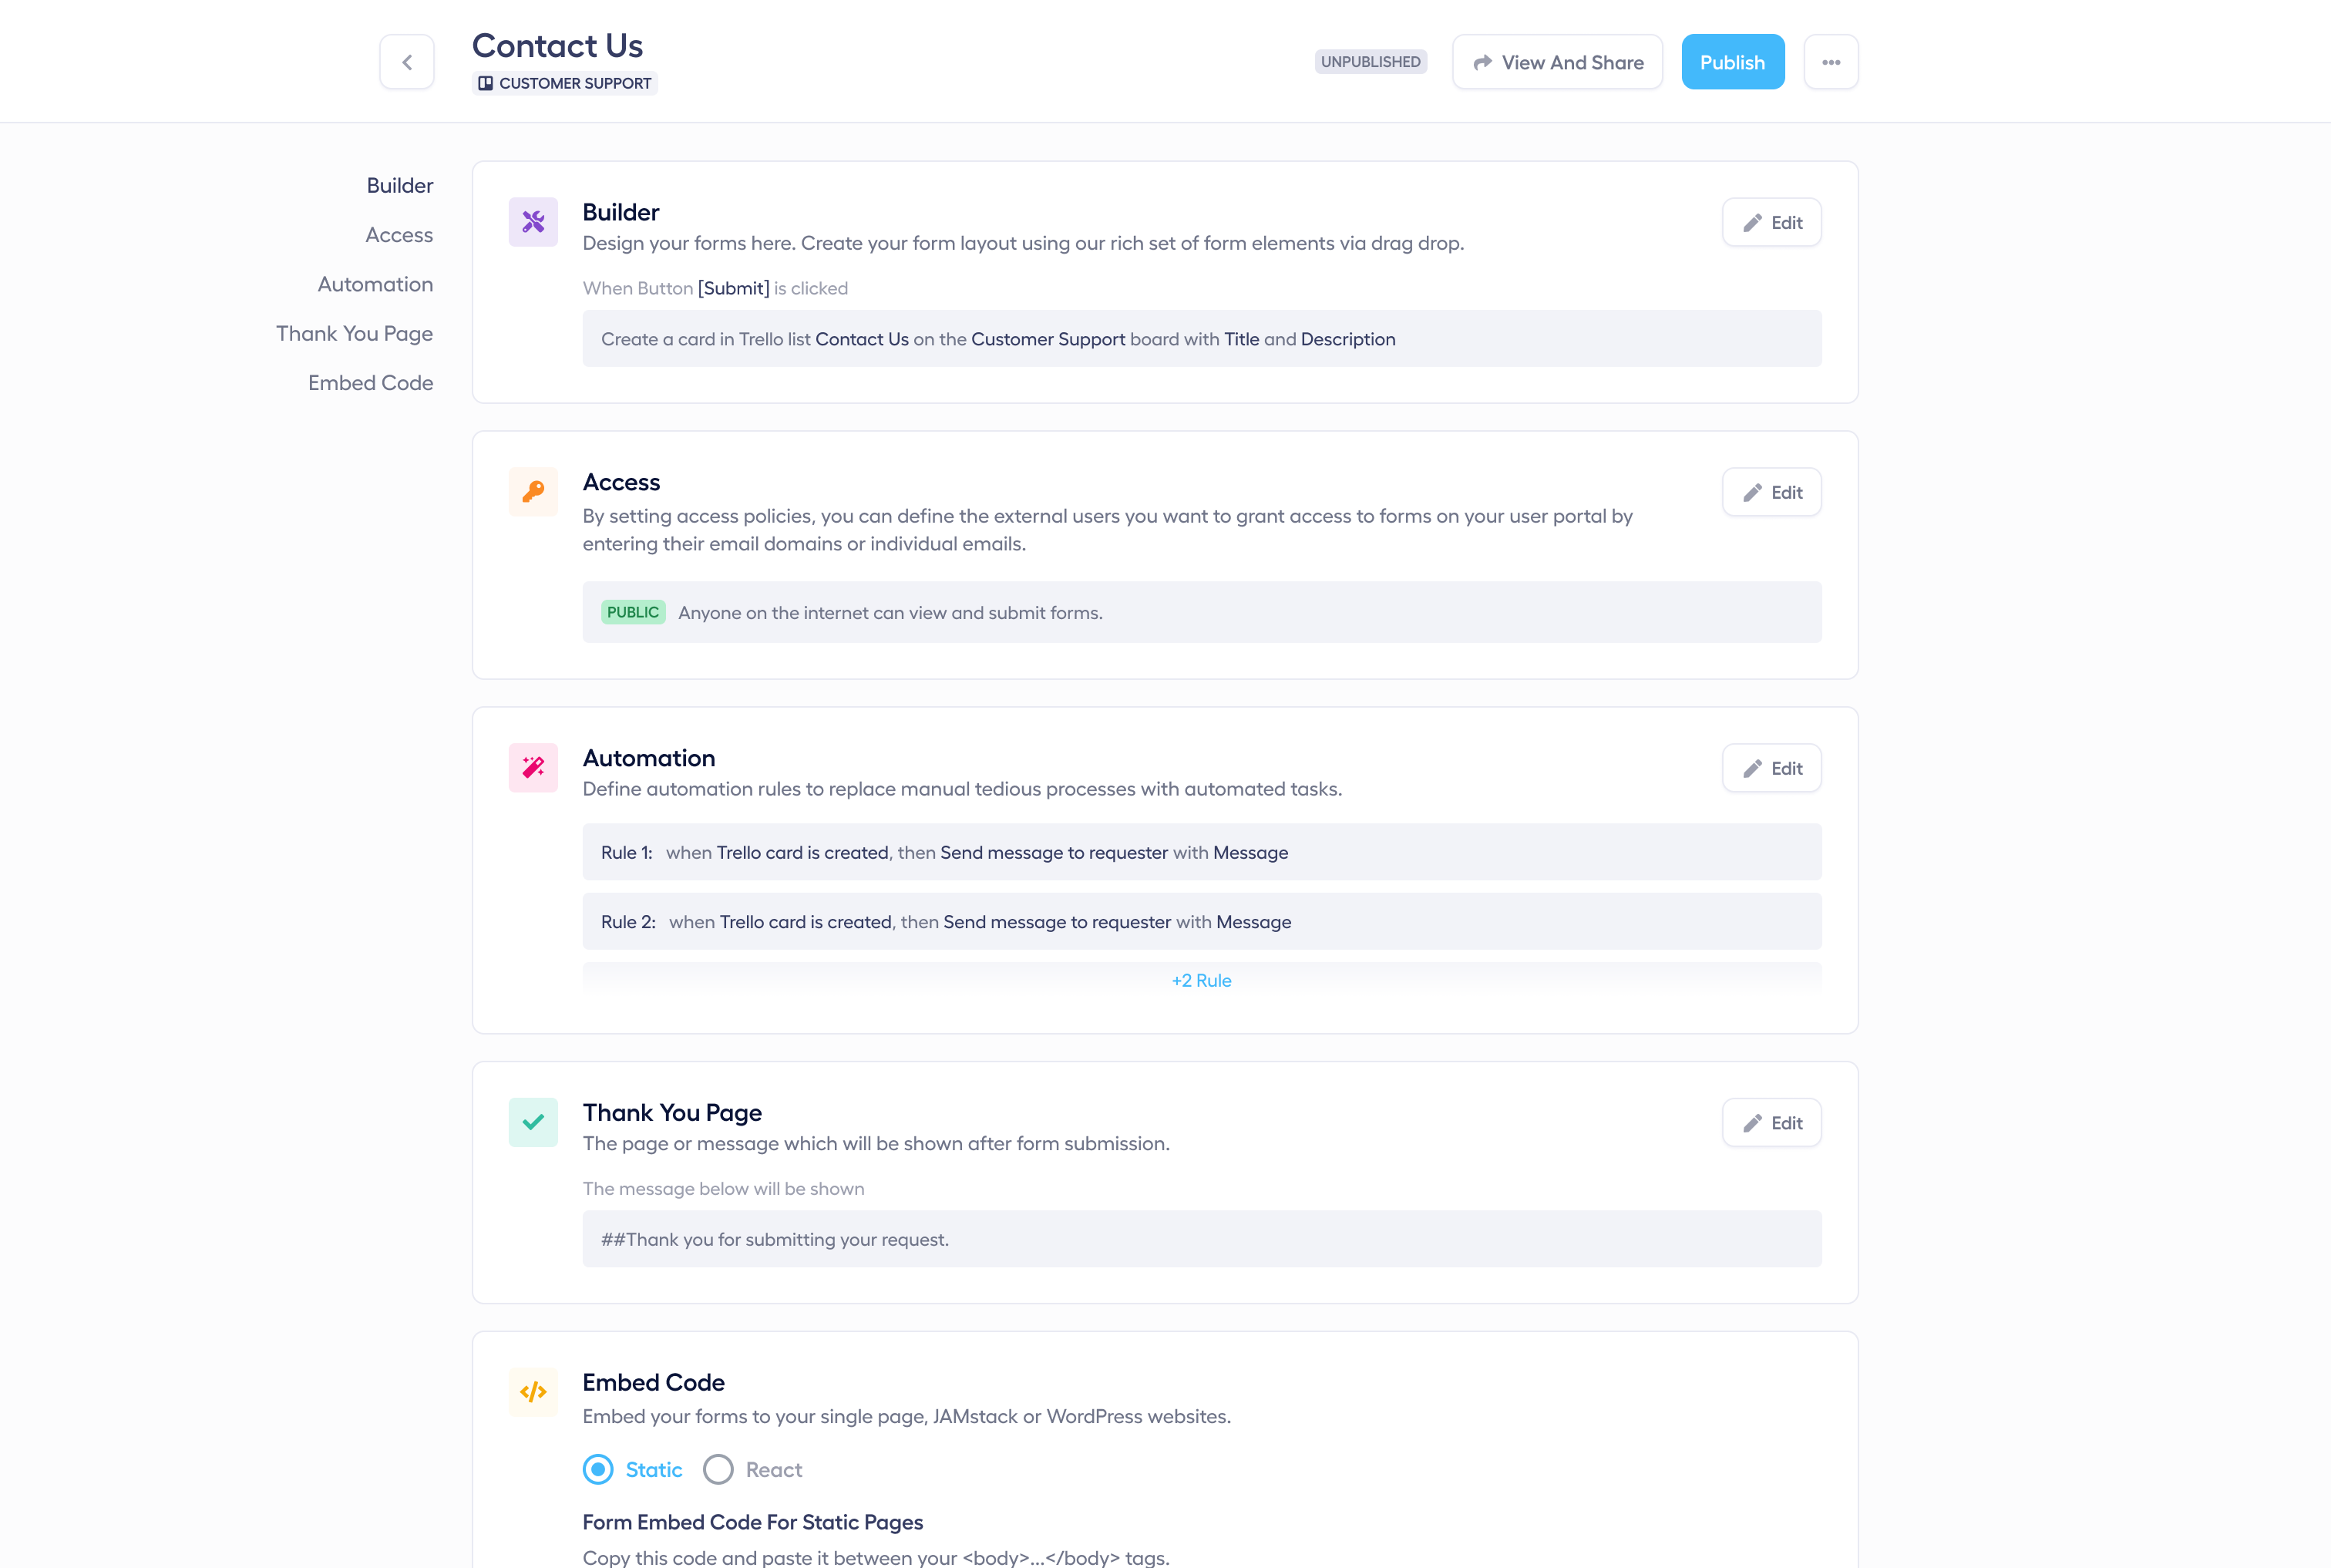 Contact Us
CUSTOMER SUPPORT
UNPUBLISHED
View And Share
Publish
Builder
Access
Automation
Thank You Page
Embed Code
Builder
Design your forms here. Create your form layout using our rich set of form elements via drag drop.
Edit
When Button [Submit] is clicked
Create a card in Trello list Contact Us on the Customer Support board with Title and Description
Access
By setting access policies, you can define the external users you want to grant access to forms on your user portal by
entering their email domains or individual emails.
Edit
PUBLIC Anyone on the internet can view and submit forms.
Automation
Define automation rules to replace manual tedious processes with automated tasks.
Edit
Rule 1: when Trello card is created, then Send message to requester with Message
Rule 2: when Trello card is created, then Send message to requester with Message
+2 Rule
Thank You Page
The page or message which will be shown after form submission.
Edit
The message below will be shown
##Thank you for submitting your request.
Embed Code
Embed your forms to your single page, JAMstack or WordPress websites.
Static React
Form Embed Code For Static Pages
Copy this code and paste it between your <body>...</body> tags.